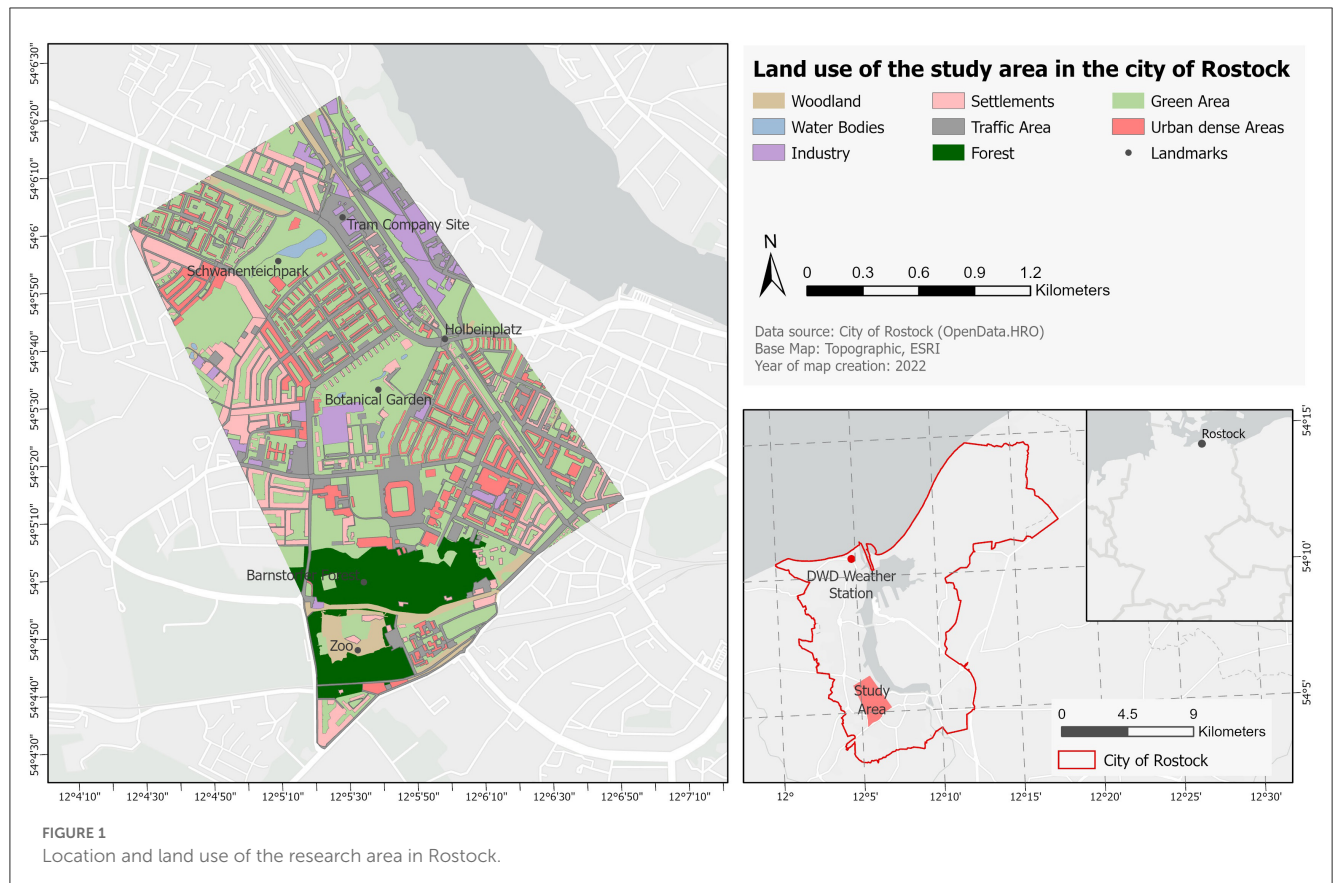 54°6'30"
54°6'20"
54°6'10"
54°6'
54°5'50"
54°5'40"
54°5'30"
54°5'20"
54°5'10"
54°5'
54°4'50"
54°4'40"
54°4'30"
Tram Company Site
Schwanenteichpark
Holbeinplatz
Botanical Garden
Barnstorfer Forest
Zoo
12°4'10" 12°4'30" 12°4'50" 12°5'10" 12°5'30" 12°5'50" 12°6'10" 12°6'30" 12°6'50" 12°7'10"
Land use of the study area in the city of Rostock
Woodland Settlements Green Area
Water Bodies Traffic Area Urban dense Areas
Industry Forest Landmarks
N
0 0.3 0.6 0.9 1.2
Kilometers
Data source: City of Rostock (OpenData.HRO)
Base Map: Topographic, ESRI
Year of map creation: 2022
Rostock
54°15'
54°10'
54°5'
DWD Weather
Station
Study
Area
0 4.5 9
Kilometers
City of Rostock
12° 12°5' 12°10' 12°15' 12°20' 12°25' 12°30'
FIGURE 1
Location and land use of the research area in Rostock.